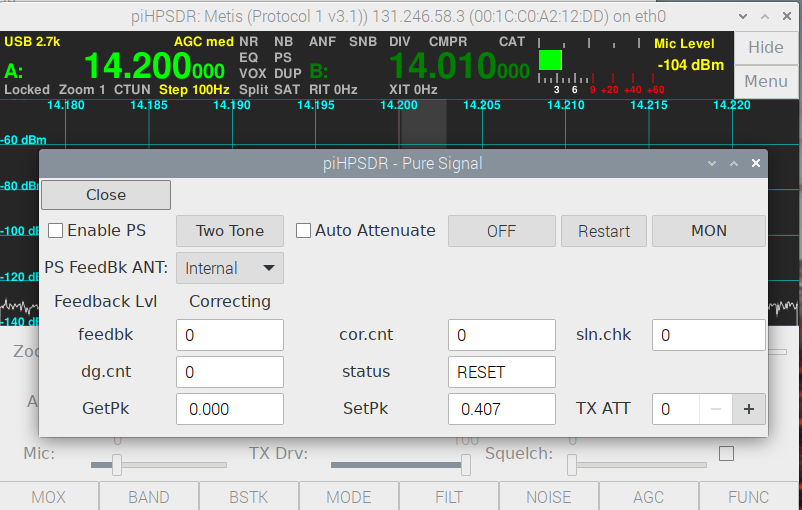 piHPSDR: Metis (Protocol 1 v3.1)) 131.246.58.3 (00:1C:C0:A2:12:DD) on eth0
USB 2.7k AGC med NR NB ANF SNB DIV CMPR CAT Mic Level Hide
A: 14.200000 EQ PS B: 14.010000 -104 dBm
VOX DUP
Locked Zoom 1 CTUN Step 100Hz Split SAT RIT 0Hz XIT 0Hz 3 6 9 +20 +40 +60 Menu
14.180 14.185 14.190 14.195 14.200 14.205 14.210 14.215 14.220
-60 dBm
piHPSDR - Pure Signal
-80 dB
Close
Enable PS Two Tone Auto Attenuate OFF Restart MON
-100 dB
PS FeedBk ANT: Internal
-120 dB
Feedback Lvl Correcting
-140
feedbk 0 cor.cnt 0 sln.chk 0
Zoo
dg.cnt 0 status RESET
A
GetPk 0.000 SetPk 0.407 TX ATT 0 − +
0 100 0
Mic: TX Drv: Squelch:
MOX BAND BSTK MODE FILT NOISE AGC FUNC